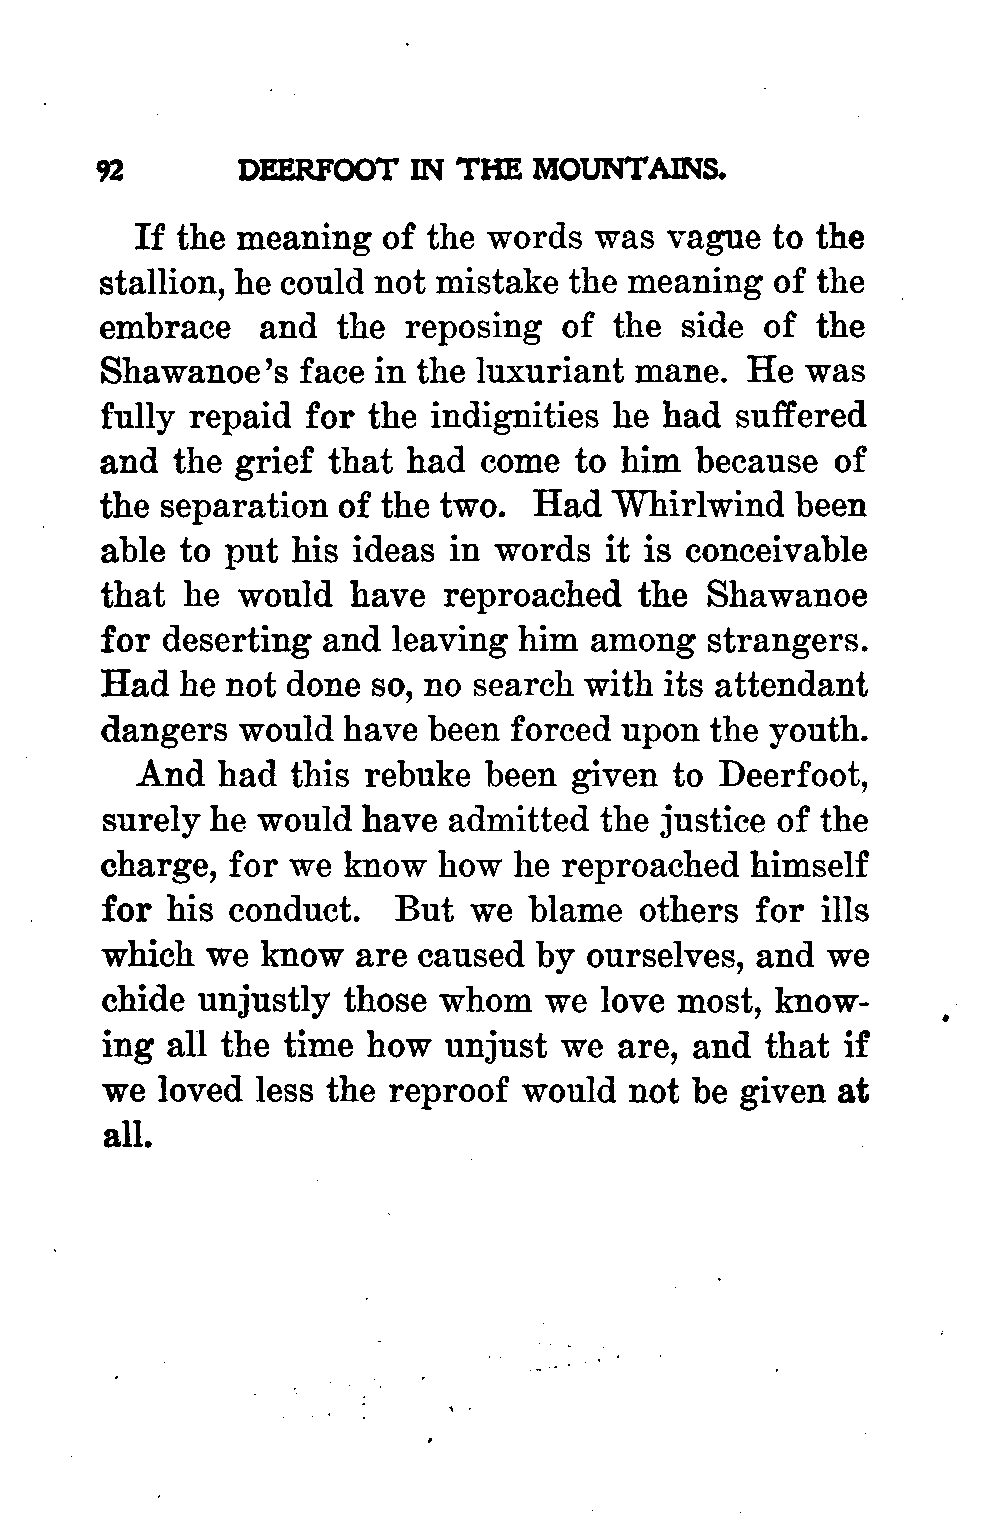 92 DEERFOOT IN THE MOUNTAINS.
If the meaning of the words was vague to the
stallion, he could not mistake the meaning of the
embrace and the reposing of the side of the
Shawanoe's face in the luxuriant mane. He was
fully repaid for the indignities he had suffered
and the grief that had come to him because of
the separation of the two. Had Whirlwind been
able to put his ideas in words it is conceivable
that he would have reproached the Shawanoe
for deserting and leaving him among strangers.
Had he not done so, no search with its attendant
dangers would have been forced upon the youth.
And had this rebuke been given to Deerfoot,
surely he would have admitted the justice of the
charge, for we know how he reproached himself
for his conduct. But we blame others for ills
which we know are caused by ourselves, and we
chide unjustly those whom we love most, know-
ing all the time how unjust we are, and that if
we loved less the reproof would not be given at
all.